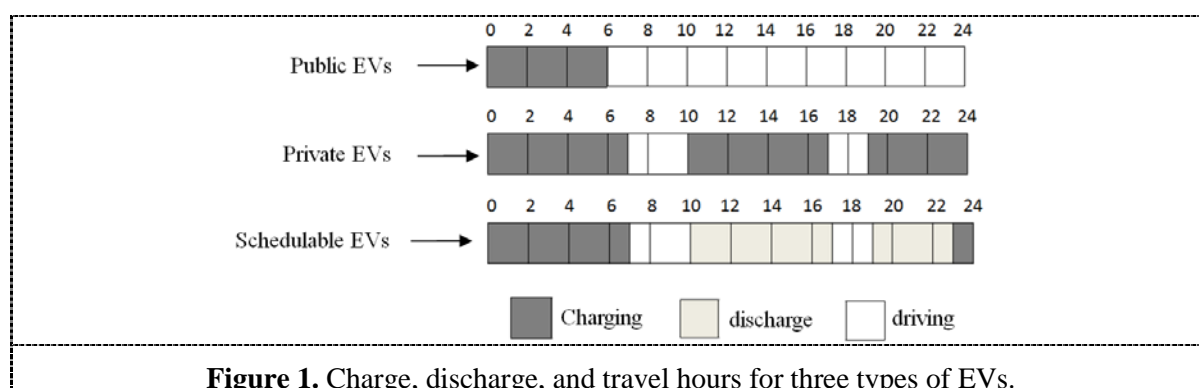 0 2 4 6 8 10 12 14 16 18 20 22 24
Public EVs
0 2 4 6 8 10 12 14 16 18 20 22 24
Private EVs
0 2 4 6 8 10 12 14 16 18 20 22 24
Schedulable EVs
Charging discharge driving
Figure 1. Charge, discharge, and travel hours for three types of EVs.